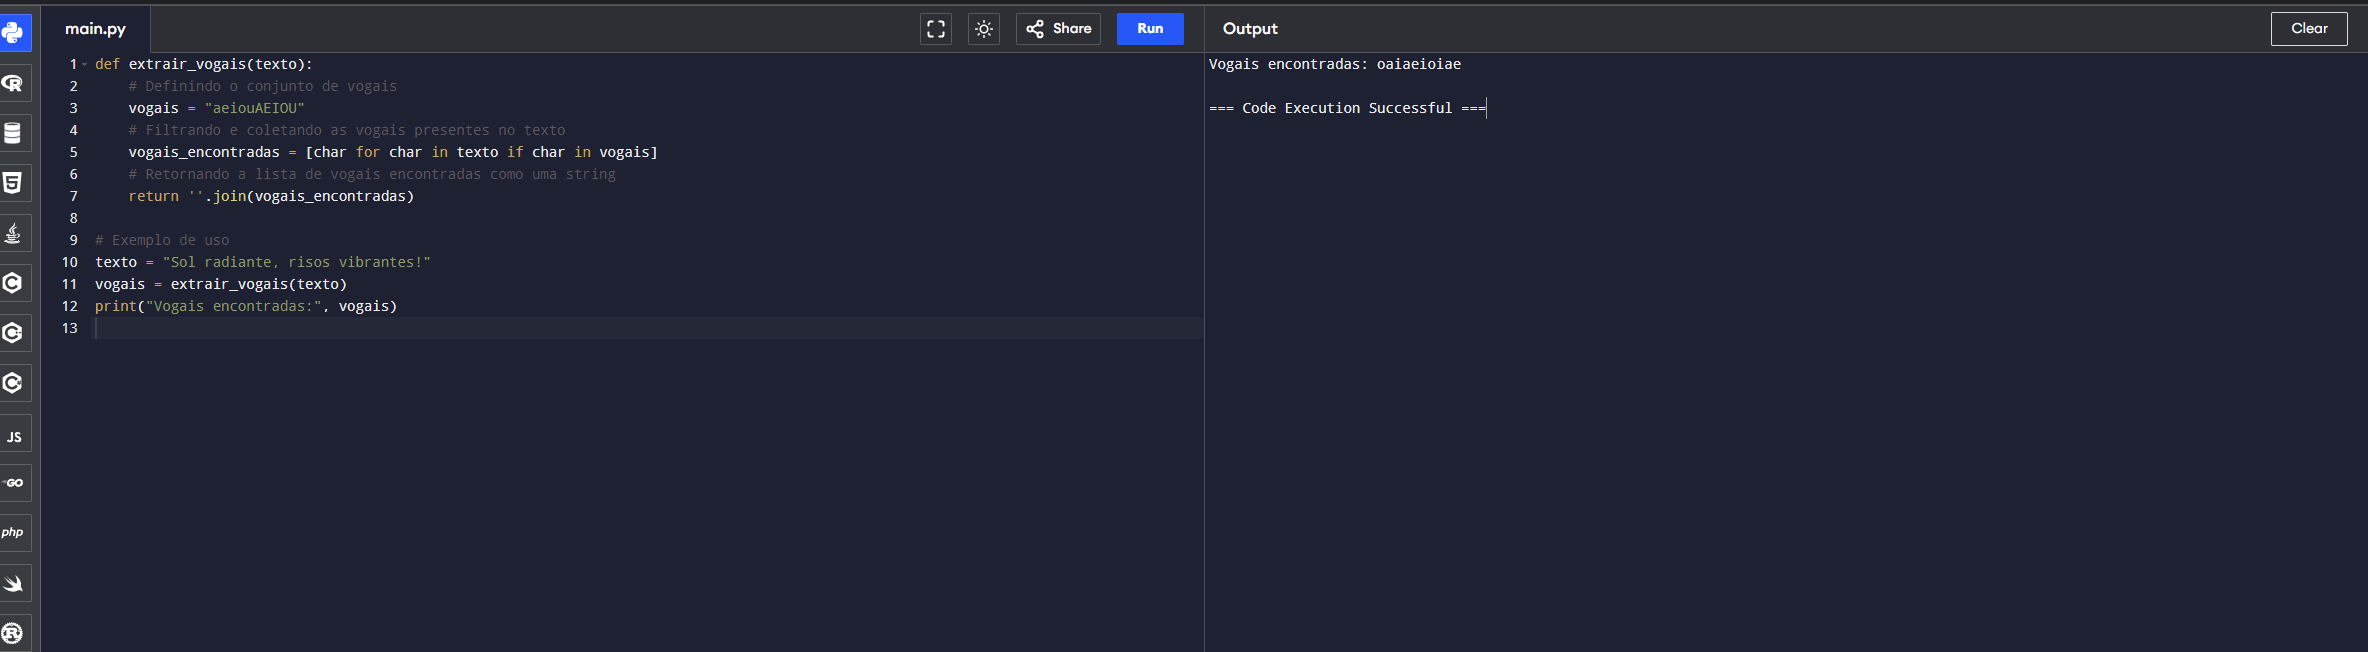 main.py
Share
Run
Output
Clear
1 def extrair_vogais(texto):
2     # Definindo o conjunto de vogais
3     vogais = "aeiouAEIOU"
4     # Filtrando e coletando as vogais presentes no texto
5     vogais_encontradas = [char for char in texto if char in vogais]
6     # Retornando a lista de vogais encontradas como uma string
7     return ''.join(vogais_encontradas)
8
9 # Exemplo de uso
10 texto = "Sol radiante, risos vibrantes!"
11 vogais = extrair_vogais(texto)
12 print("Vogais encontradas:", vogais)
13
Vogais encontradas: oaiaeioiae
=== Code Execution Successful ===
R
5
C
C
C
JS
GO
php
R